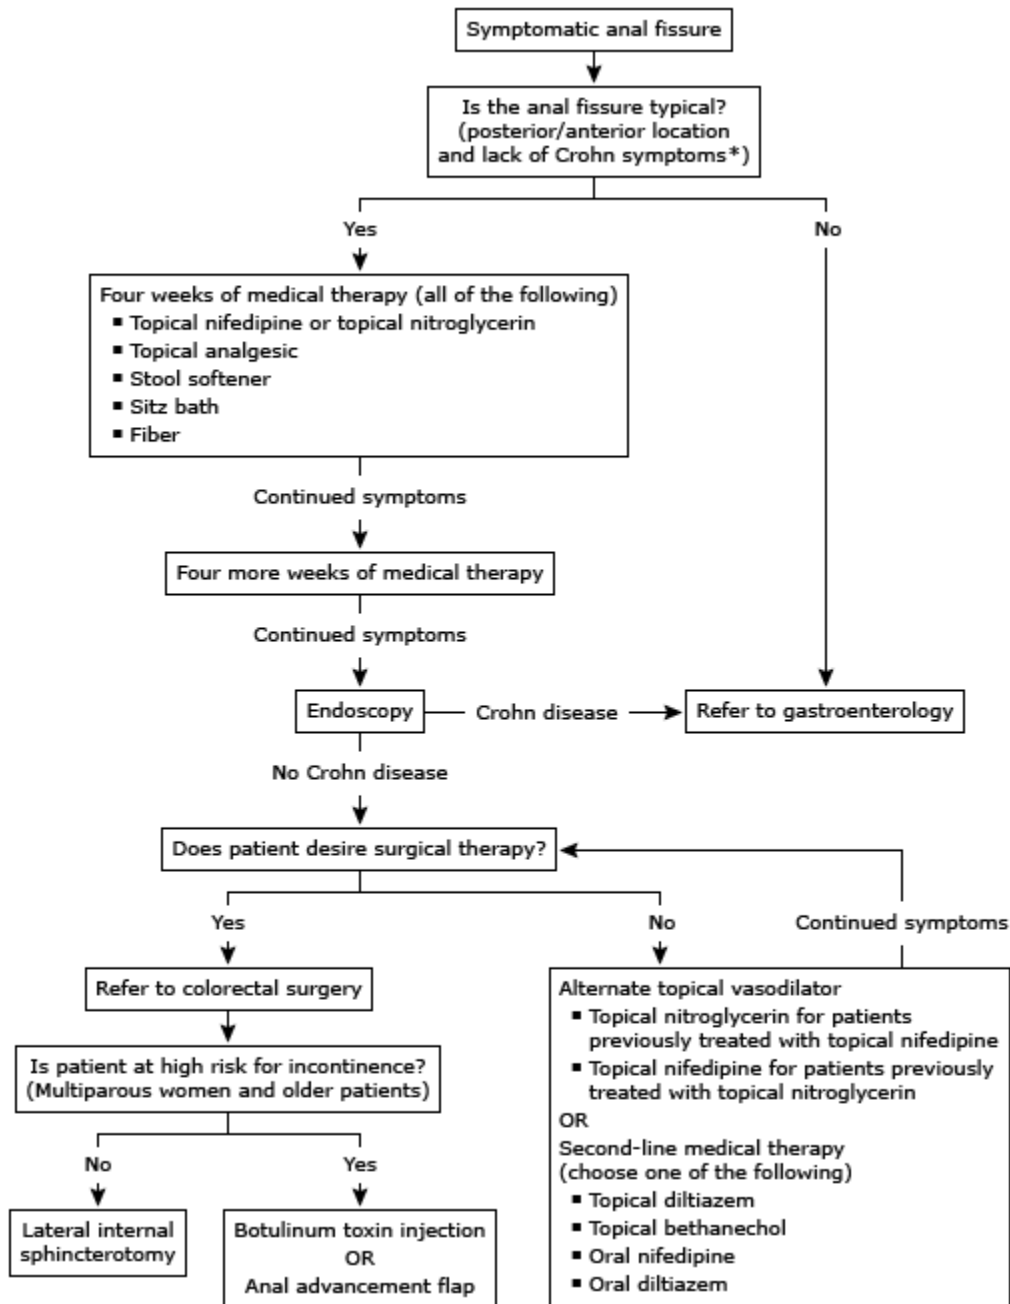 Symptomatic anal fissure
Is the anal fissure typical?
(posterior/anterior location
and lack of Crohn symptoms*)
Yes
No
Four weeks of medical therapy (all of the following)
▪ Topical nifedipine or topical nitroglycerin
▪ Topical analgesic
▪ Stool softener
▪ Sitz bath
▪ Fiber
Continued symptoms
Four more weeks of medical therapy
Continued symptoms
Endoscopy
Crohn disease
Refer to gastroenterology
No Crohn disease
Does patient desire surgical therapy?
Yes
No
Continued symptoms
Refer to colorectal surgery
Is patient at high risk for incontinence?
(Multiparous women and older patients)
No
Yes
Lateral internal
sphincterotomy
Botulinum toxin injection
OR
Anal advancement flap
Alternate topical vasodilator
▪ Topical nitroglycerin for patients
previously treated with topical nifedipine
▪ Topical nifedipine for patients previously
treated with topical nitroglycerin
OR
Second-line medical therapy
(choose one of the following)
▪ Topical diltiazem
▪ Topical bethanechol
▪ Oral nifedipine
▪ Oral diltiazem